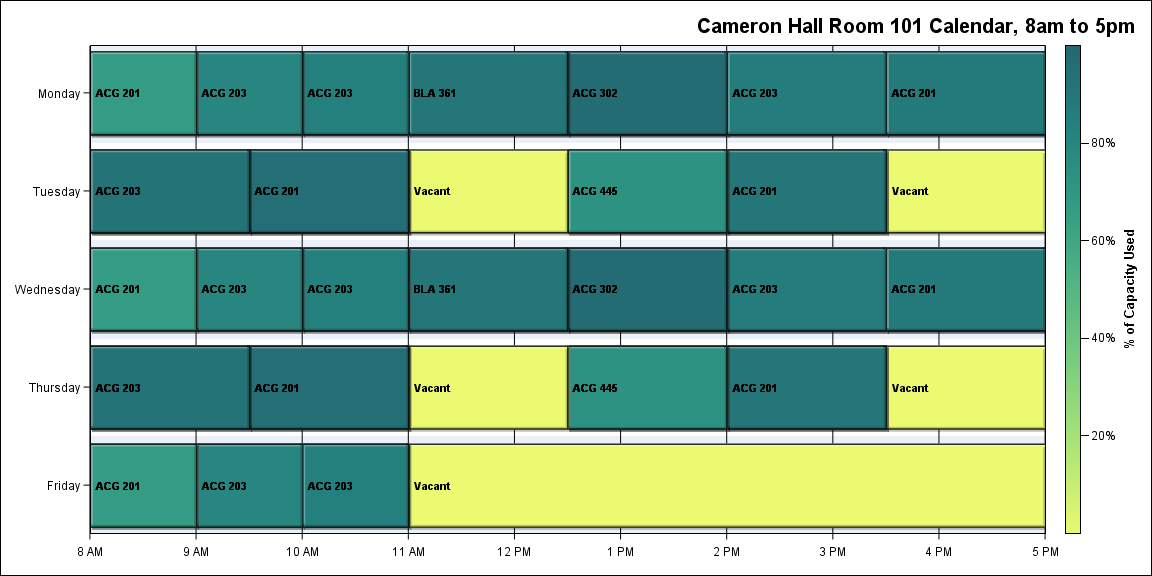 Cameron Hall Room 101 Calendar, 8am to 5pm
Monday
ACG 201
ACG 203
ACG 203
BLA 361
ACG 302
ACG 203
ACG 201
Tuesday
ACG 203
ACG 201
Vacant
ACG 445
ACG 201
Vacant
Wednesday
ACG 201
ACG 203
ACG 203
BLA 361
ACG 302
ACG 203
ACG 201
Thursday
ACG 203
ACG 201
Vacant
ACG 445
ACG 201
Vacant
Friday
ACG 201
ACG 203
ACG 203
Vacant
8 AM
9 AM
10 AM
11 AM
12 PM
1 PM
2 PM
3 PM
4 PM
5 PM
80%
60%
40%
20%
% of Capacity Used